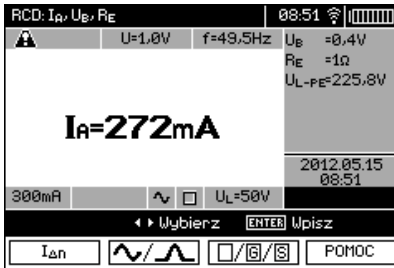 RCD: IA, UB, RE 08:51
U=1,0V f=49,5Hz
UB =0,4V
RE =1Ω
UL-PE=225,8V
IA=272mA
2012.05.15
08:51
300mA UL=50V
Wybierz ENTER Wpisz
IΔn / □/G/S POMOC